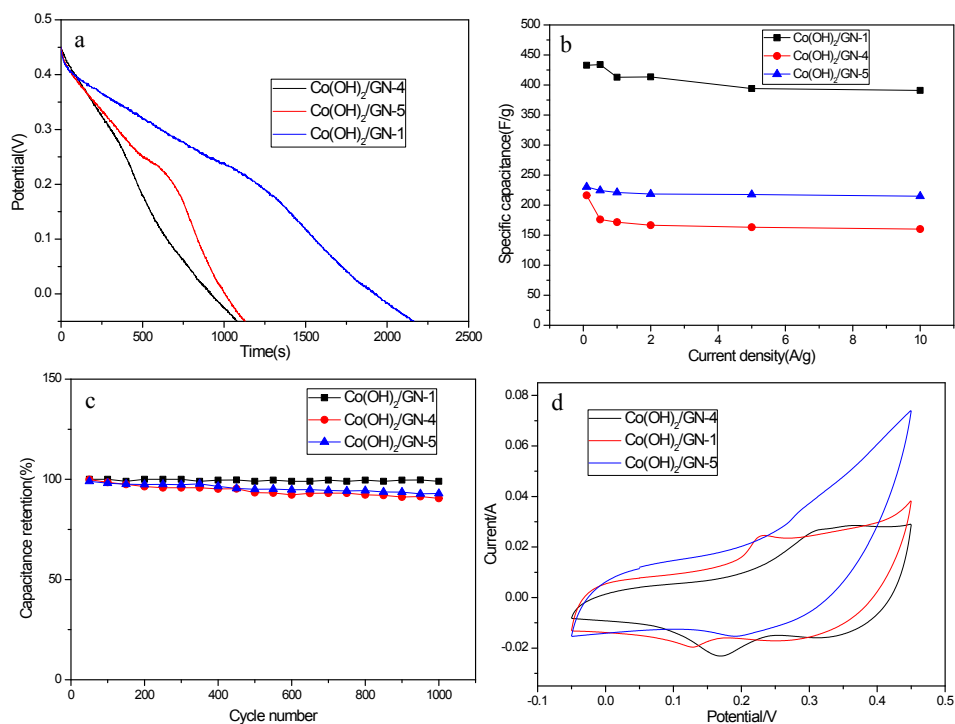 a
0.5
0.4
0.3
0.2
0.1
0.0
Potential(V)
Co(OH)₂/GN-4
Co(OH)₂/GN-5
Co(OH)₂/GN-1
0 500 1000 1500 2000 2500
Time(s)
b
500
450
400
350
300
250
200
150
100
50
0
Specific capacitance(F/g)
Co(OH)₂/GN-1
Co(OH)₂/GN-4
Co(OH)₂/GN-5
0 2 4 6 8 10
Current density(A/g)
c
150
100
50
0
Capacitance retention(%)
Co(OH)₂/GN-1
Co(OH)₂/GN-4
Co(OH)₂/GN-5
0 200 400 600 800 1000
Cycle number
d
0.08
0.06
0.04
0.02
0.00
-0.02
Current/A
Co(OH)₂/GN-4
Co(OH)₂/GN-1
Co(OH)₂/GN-5
-0.1 0.0 0.1 0.2 0.3 0.4 0.5
Potential/V